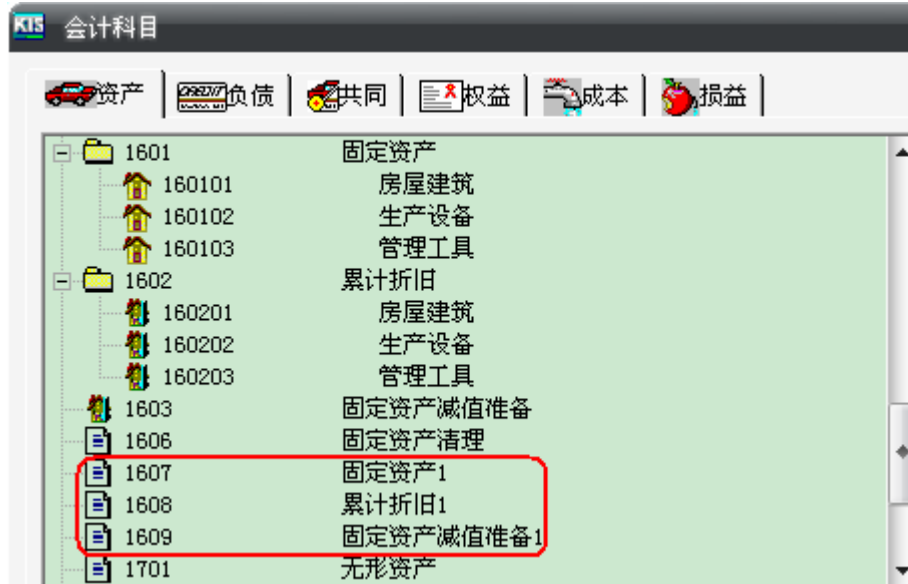 KIS 会计科目
资产 CREDIT 负债 共同 权益 成本 损益
1601 固定资产
160101 房屋建筑
160102 生产设备
160103 管理工具
1602 累计折旧
160201 房屋建筑
160202 生产设备
160203 管理工具
1603 固定资产减值准备
1606 固定资产清理
1607 固定资产1
1608 累计折旧1
1609 固定资产减值准备1
1701 无形资产